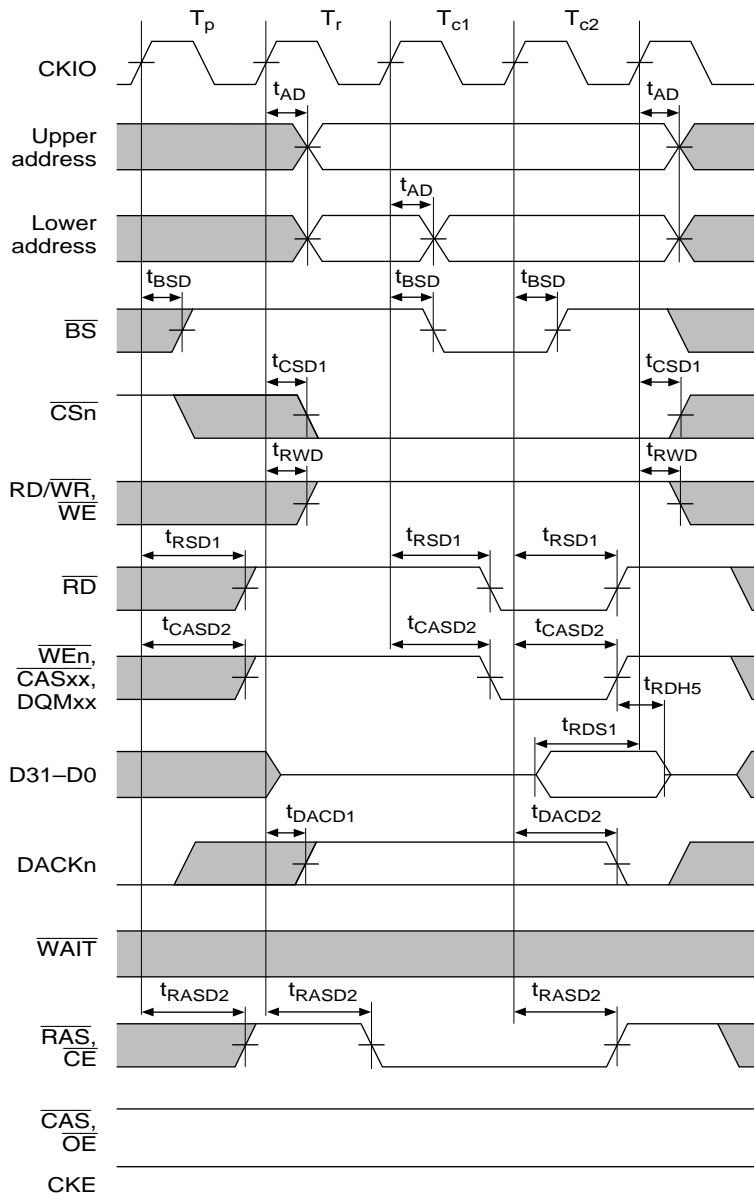 Tp Tr Tc1 Tc2
CKIO
tAD tAD
Upper
address
tAD
Lower
address
tBSD tBSD tBSD
BS
tCSD1 tCSD1
CSn
tRWD tRWD
RD/WR,
WE
tRSD1 tRSD1 tRSD1
RD
tCASD2 tCASD2 tCASD2
WEn,
CASxx,
DQMxx
tRDH5
tRDS1
D31–D0
tDACD1 tDACD2
DACKn
WAIT
tRASD2 tRASD2 tRASD2
RAS,
CE
CAS,
OE
CKE